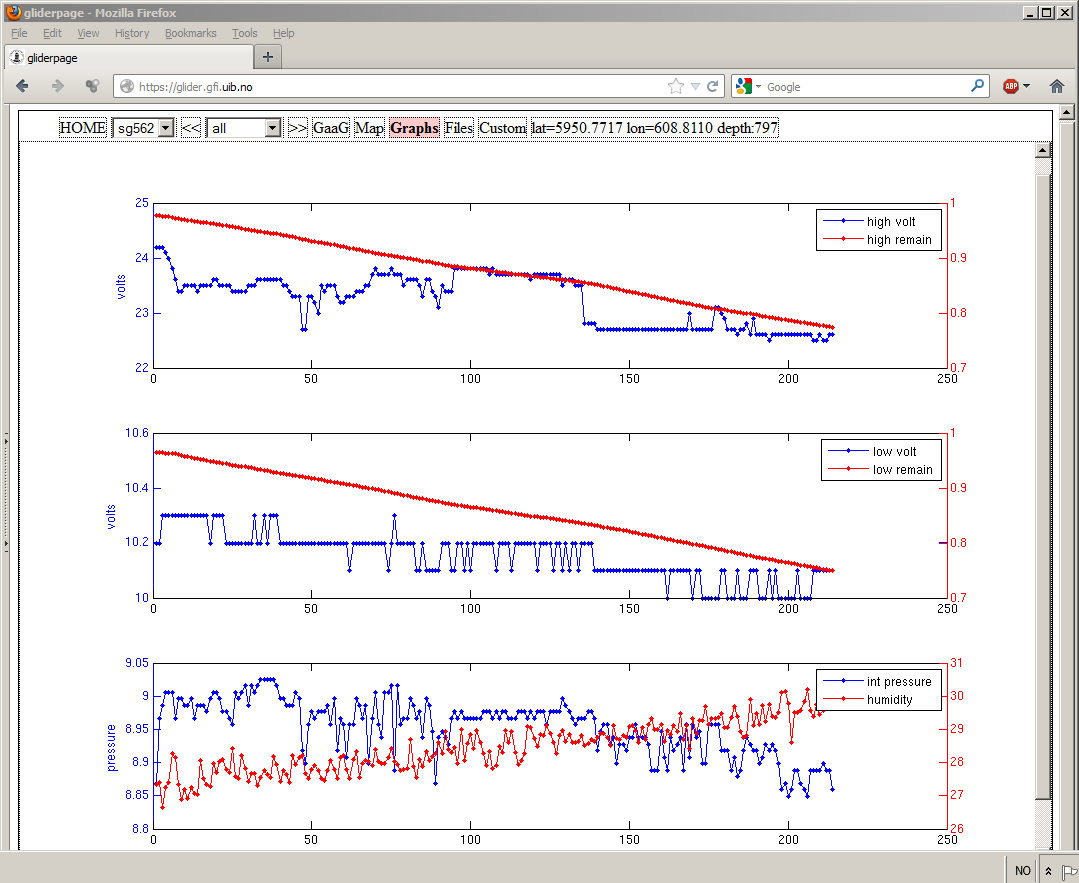 gliderpage - Mozilla Firefox
File Edit View History Bookmarks Tools Help
gliderpage
https://glider.gfi.uib.no Google ABP
HOME sg562 << all >> GaaG Map Graphs Files Custom lat=5950.7717 lon=608.8110 depth:797
25 1
high volt
high remain
24 0.9
volts
23 0.8
22 0.7
0 50 100 150 200 250
10.6 1
low volt
low remain
10.4 0.9
volts
10.2 0.8
10 0.7
0 50 100 150 200 250
9.05 31
int pressure
9 30
humidity
8.95 29
pressure
8.9 28
8.85 27
8.8 26
0 50 100 150 200 250
NO